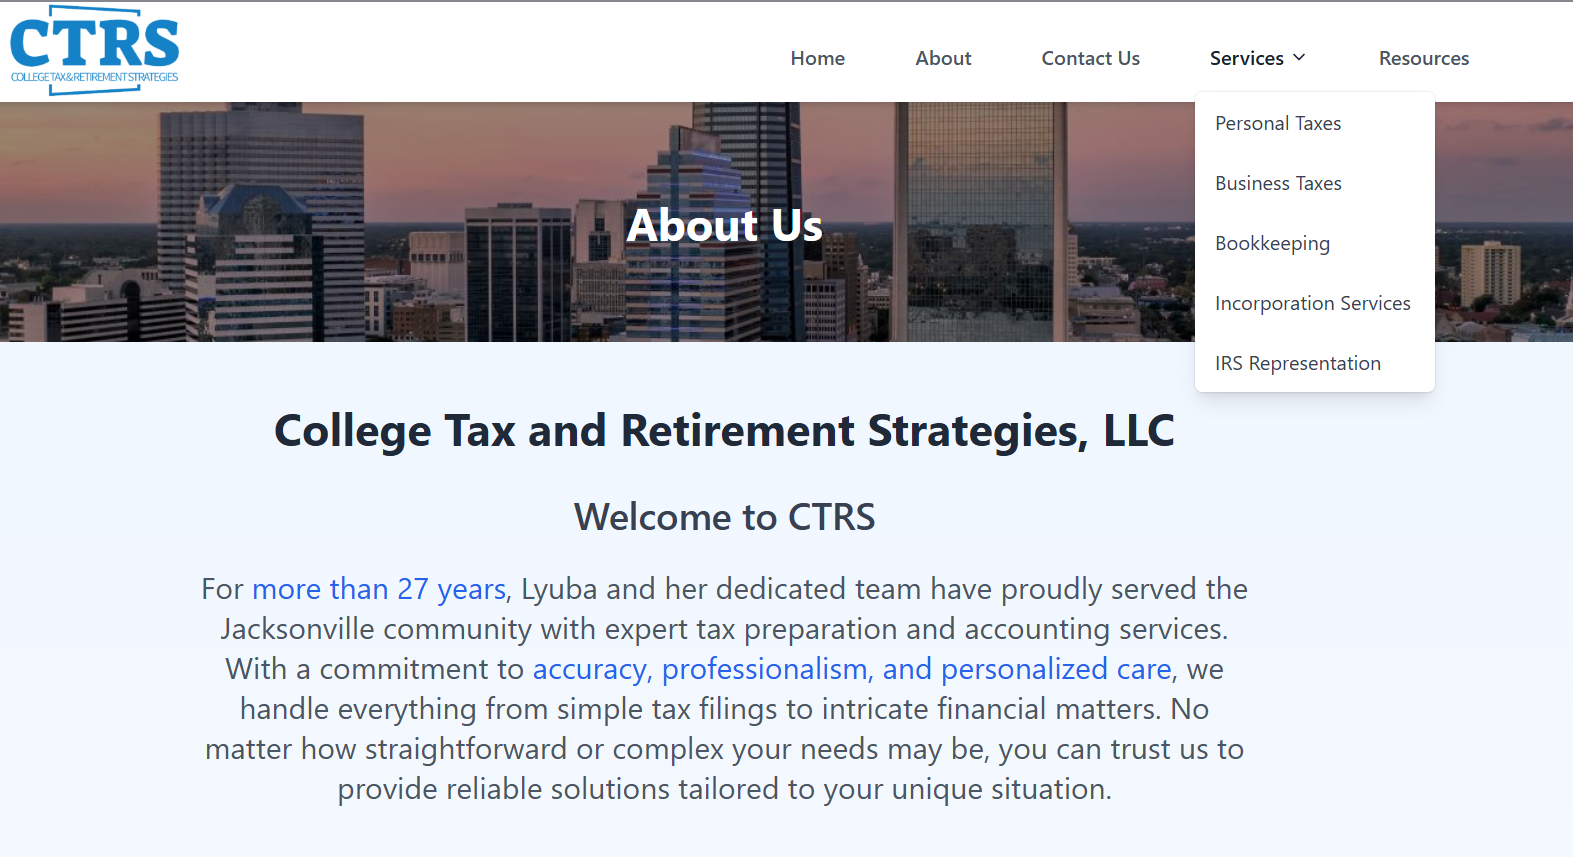 CTRS
COLLEGE TAX & RETIREMENT STRATEGIES
Home
About
Contact Us
Services
Resources
Personal Taxes
Business Taxes
Bookkeeping
Incorporation Services
IRS Representation
About Us
College Tax and Retirement Strategies, LLC
Welcome to CTRS
For more than 27 years, Lyuba and her dedicated team have proudly served the
Jacksonville community with expert tax preparation and accounting services.
With a commitment to accuracy, professionalism, and personalized care, we
handle everything from simple tax filings to intricate financial matters. No
matter how straightforward or complex your needs may be, you can trust us to
provide reliable solutions tailored to your unique situation.